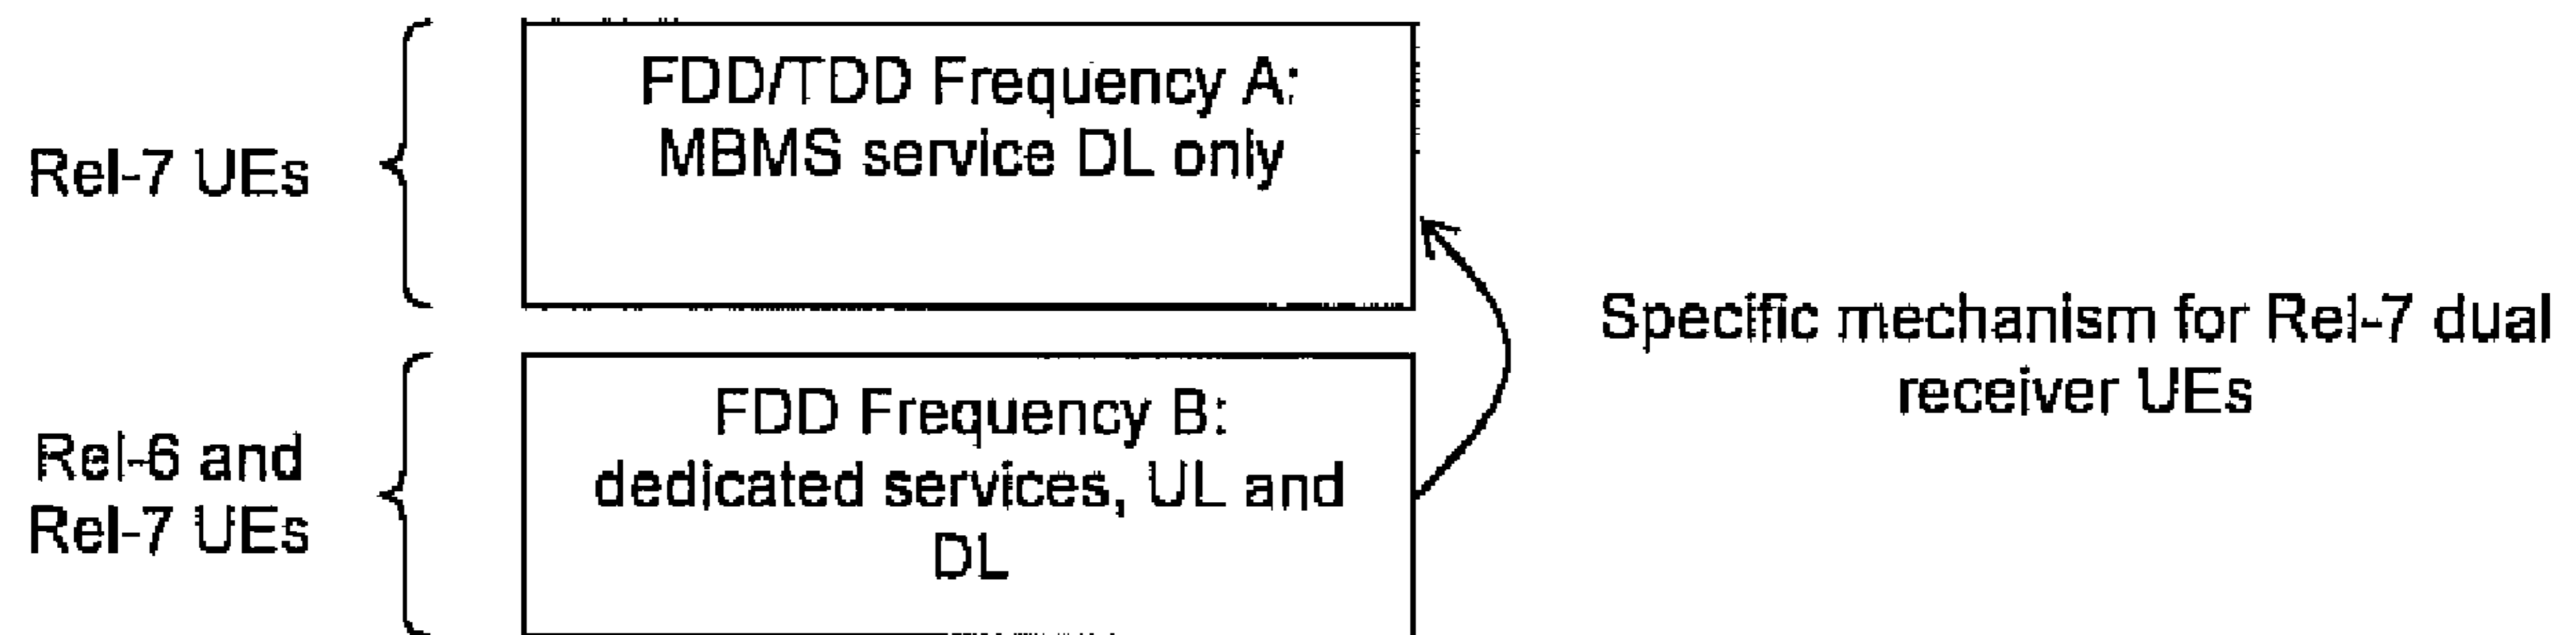 Rel-7 UEs
FDD/TDD Frequency A:
MBMS service DL only
Rel-6 and
Rel-7 UEs
FDD Frequency B:
dedicated services, UL and
DL
Specific mechanism for Rel-7 dual
receiver UEs